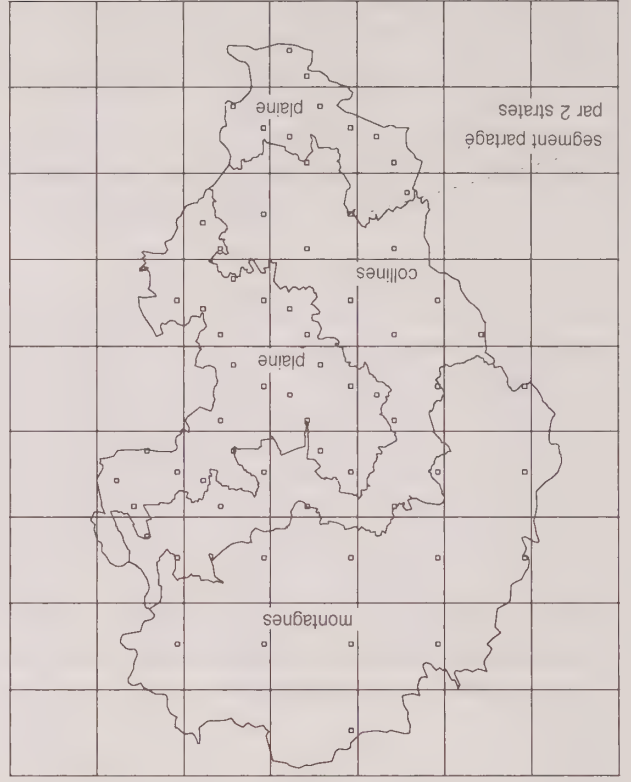 montagnes
plaine
collines
segment partagé
par 2 strates
plaine